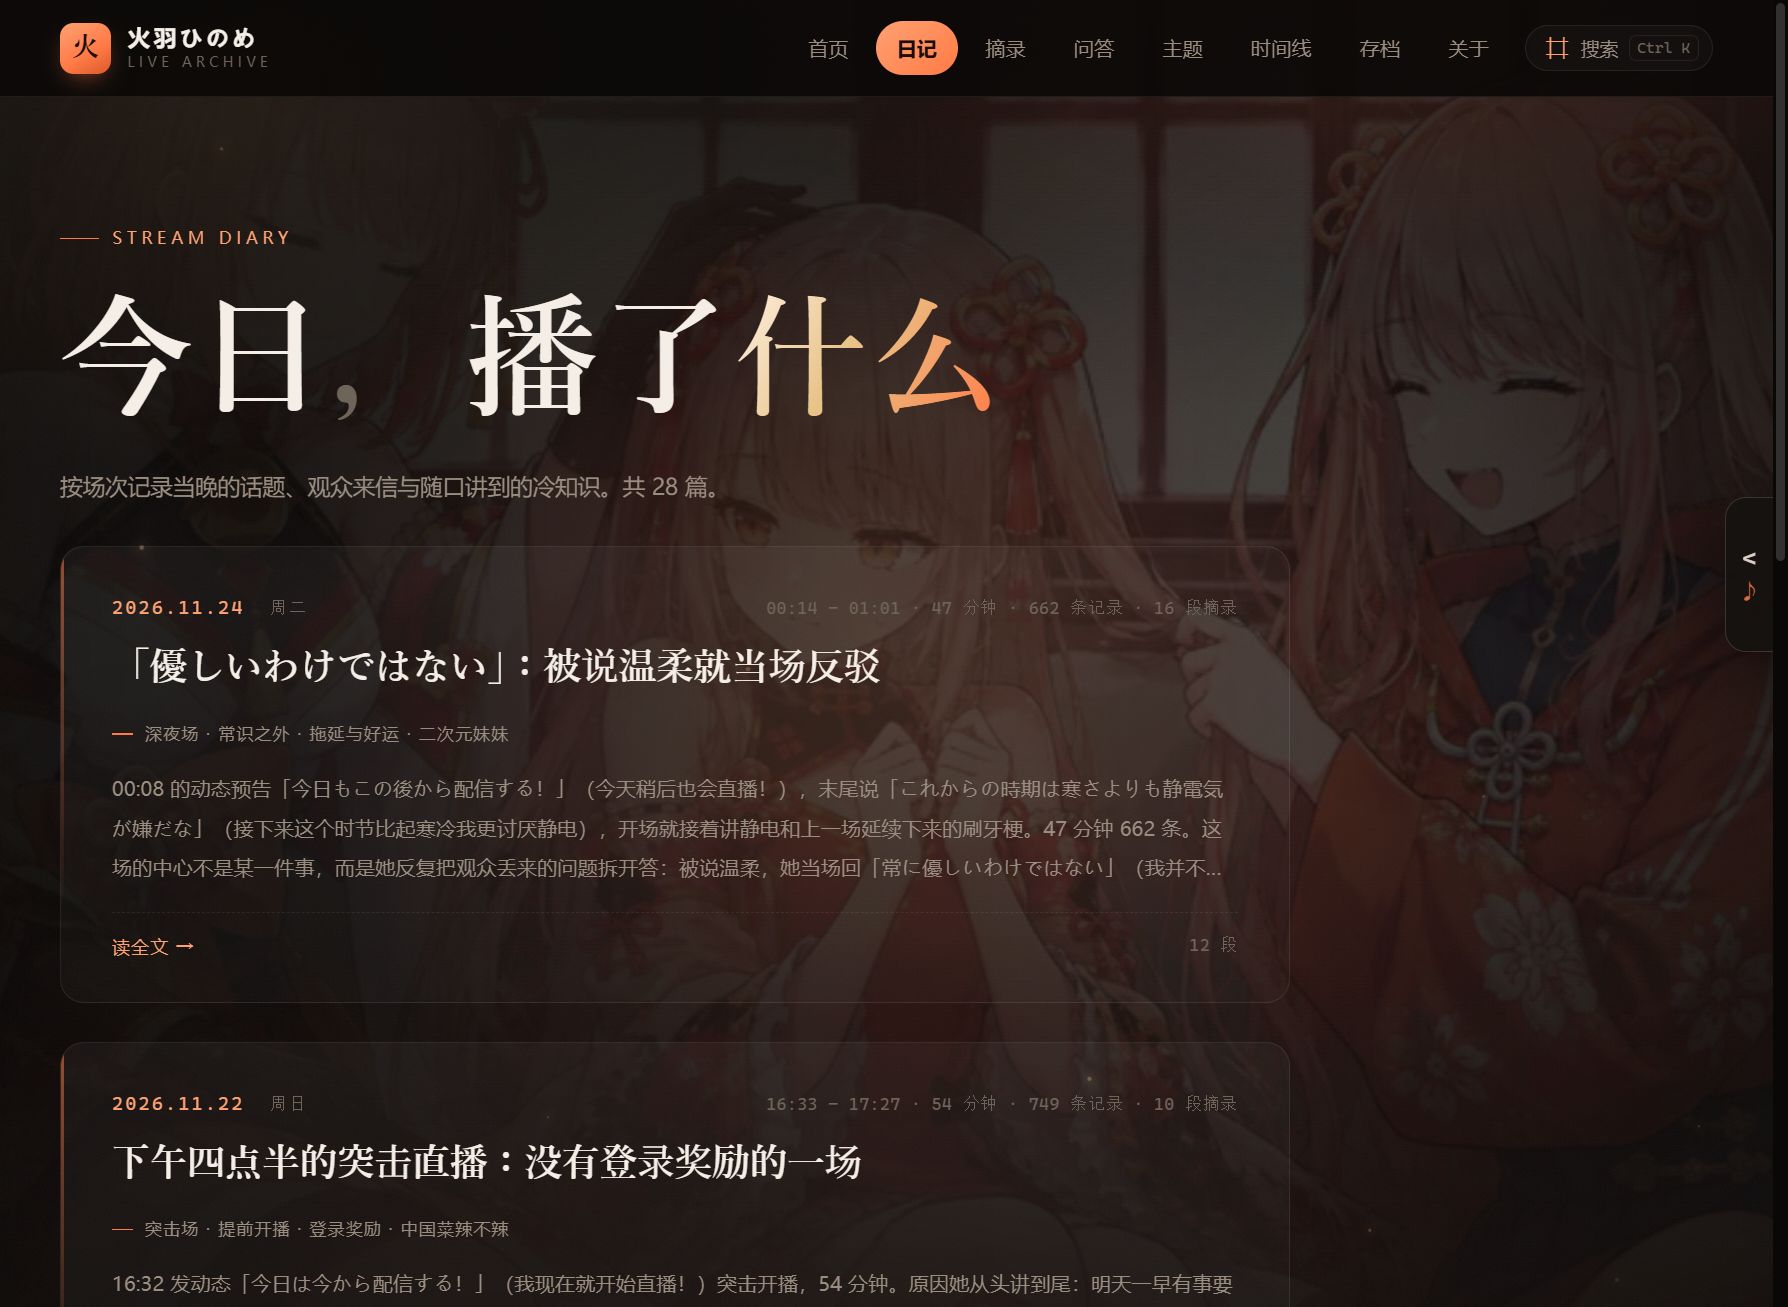 火 火羽ひのめ
LIVE ARCHIVE
首页 日记 摘录 问答 主题 时间线 存档 关于 搜索 Ctrl K
STREAM DIARY
今日，播了什么
按场次记录当晚的话题、观众来信与随口讲到的冷知识。共 28 篇。
2026.11.24 周二 00:14 – 01:01 · 47 分钟 · 662 条记录 · 16 段摘录
「優しいわけではない」：被说温柔就当场反驳
深夜场 · 常识之外 · 拖延与好运 · 二次元妹妹
00:08 的动态预告「今日もこの後から配信する！」（今天稍后也会直播！），末尾说「これからの時期は寒さよりも静電気
が嫌だな」（接下来这个时节比起寒冷我更讨厌静电），开场就接着讲静电和上一场延续下来的刷牙梗。47 分钟 662 条。这
场的中心不是某一件事，而是她反复把观众丢来的问题拆开答：被说温柔，她当场回「常に優しいわけではない」（我并不…
读全文 → 12 段
2026.11.22 周日 16:33 – 17:27 · 54 分钟 · 749 条记录 · 10 段摘录
下午四点半的突击直播：没有登录奖励的一场
突击场 · 提前开播 · 登录奖励 · 中国菜辣不辣
16:32 发动态「今日は今から配信する！」（我现在就开始直播！）突击开播，54 分钟。原因她从头讲到尾：明天一早有事要
< ♪